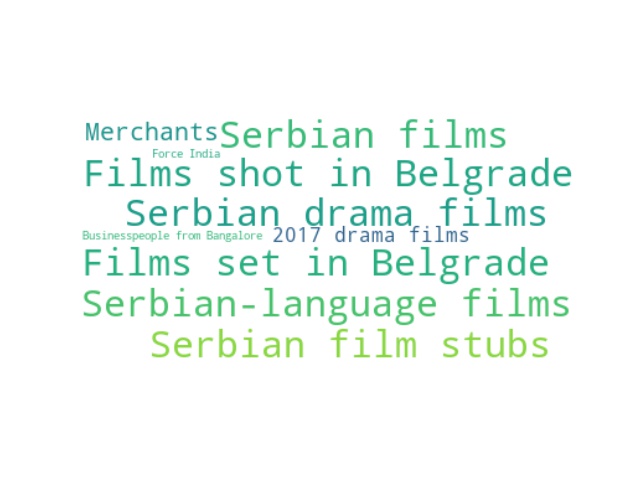 Merchants
Serbian films
Force India
Films shot in Belgrade
Serbian drama films
Businesspeople from Bangalore
2017 drama films
Films set in Belgrade
Serbian-language films
Serbian film stubs